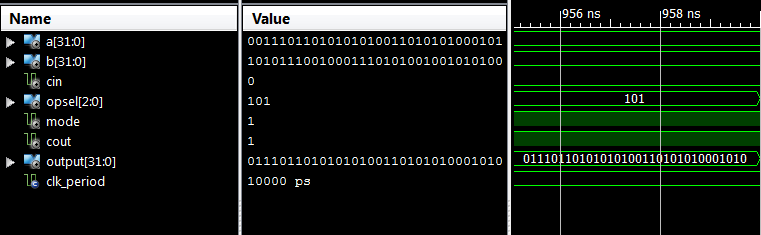 Name Value 956 ns 958 ns
a[31:0] 00111011010101010011010101000101
b[31:0] 10101110010001110101001001010100
cin 0
opsel[2:0] 101 101
mode 1
cout 1
output[31:0] 01110110101010100110101010001010 01110110101010100110101010001010
clk_period 10000 ps